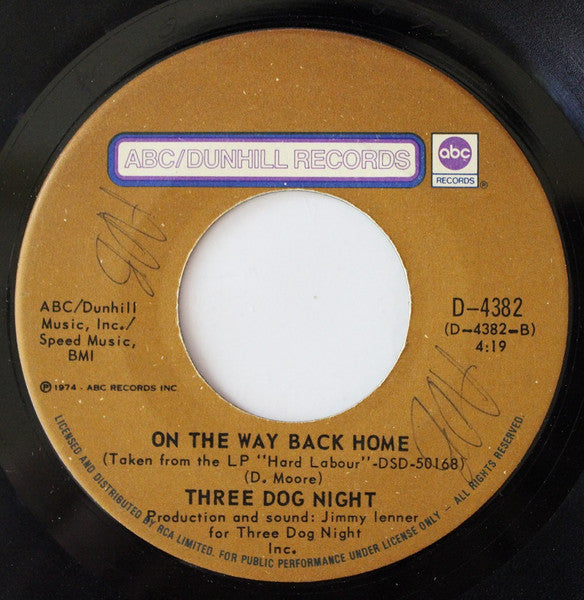 ABC/DUNHILL RECORDS
abc
RECORDS®
ABC/Dunhill
Music, Inc./
Speed Music,
BMI
D-4382
(D-4382-B)
4:19
Ⓟ1974 - ABC RECORDS INC
ON THE WAY BACK HOME
(Taken from the LP "Hard Labour"-DSD-50168)
(D. Moore)
THREE DOG NIGHT
Production and sound: Jimmy Ienner
for Three Dog Night
Inc.
LICENSED AND DISTRIBUTED BY RCA LIMITED. FOR PUBLIC PERFORMANCE UNDER LICENSE ONLY - ALL RIGHTS RESERVED.